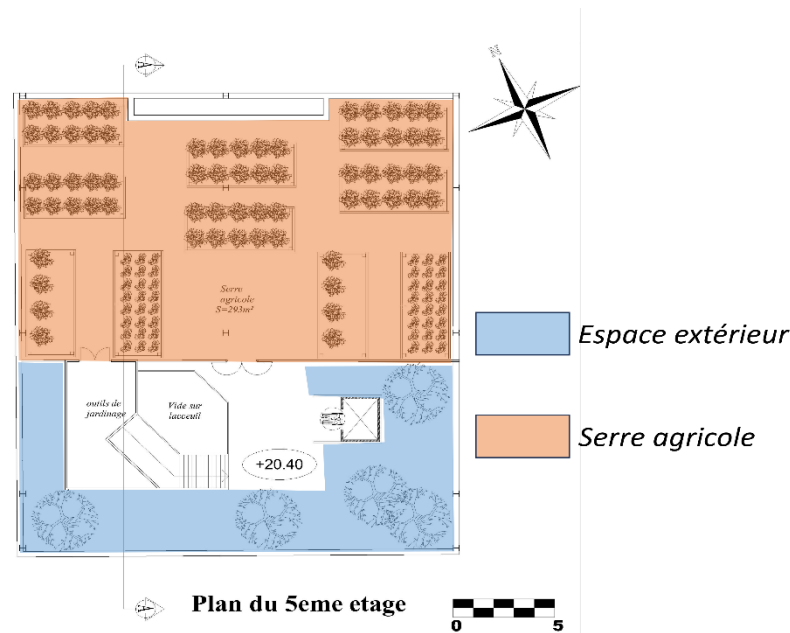 Serre
agricole
S=293m²
outils de
jardinage
Vide sur
lacceuil
+20.40
Espace extérieur
Serre agricole
Plan du 5eme etage
0 5